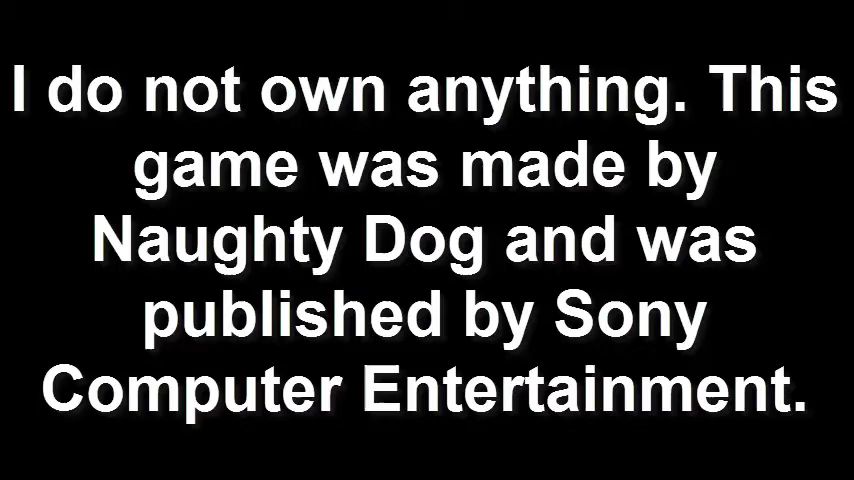 I do not own anything. This
game was made by
Naughty Dog and was
published by Sony
Computer Entertainment.